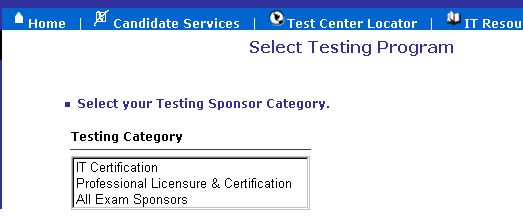 Home | Candidate Services | Test Center Locator | IT Resou
Select Testing Program
Select your Testing Sponsor Category.
Testing Category
IT Certification
Professional Licensure & Certification
All Exam Sponsors